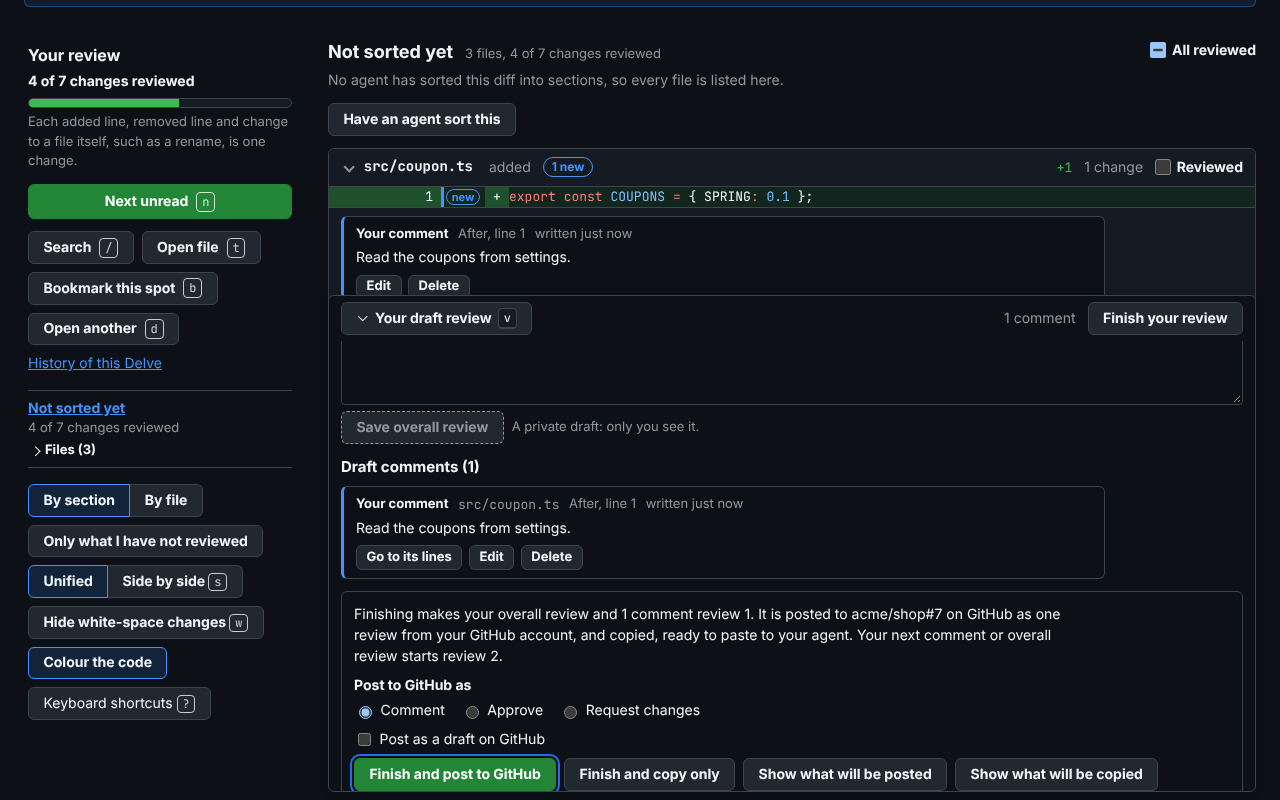 Your review
4 of 7 changes reviewed
Each added line, removed line and change
to a file itself, such as a rename, is one
change.
Next unread n
Search / Open file t
Bookmark this spot b
Open another d
History of this Delve
Not sorted yet
4 of 7 changes reviewed
Files (3)
By section By file
Only what I have not reviewed
Unified Side by side s
Hide white-space changes w
Colour the code
Keyboard shortcuts ?
Not sorted yet 3 files, 4 of 7 changes reviewed All reviewed
No agent has sorted this diff into sections, so every file is listed here.
Have an agent sort this
src/coupon.ts added 1 new +1 1 change Reviewed
1 new + export const COUPONS = { SPRING: 0.1 };
Your comment After, line 1 written just now
Read the coupons from settings.
Edit Delete
Your draft review v 1 comment Finish your review
Save overall review A private draft: only you see it.
Draft comments (1)
Your comment src/coupon.ts After, line 1 written just now
Read the coupons from settings.
Go to its lines Edit Delete
Finishing makes your overall review and 1 comment review 1. It is posted to acme/shop#7 on GitHub as one
review from your GitHub account, and copied, ready to paste to your agent. Your next comment or overall
review starts review 2.
Post to GitHub as
Comment Approve Request changes
Post as a draft on GitHub
Finish and post to GitHub Finish and copy only Show what will be posted Show what will be copied